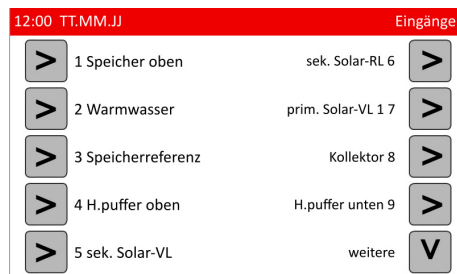 12:00 TT.MM.JJ Eingänge
> 1 Speicher oben sek. Solar-RL 6 >
> 2 Warmwasser prim. Solar-VL 1 7 >
> 3 Speicherreferenz Kollektor 8 >
> 4 H.puffer oben H.puffer unten 9 >
> 5 sek. Solar-VL weitere V